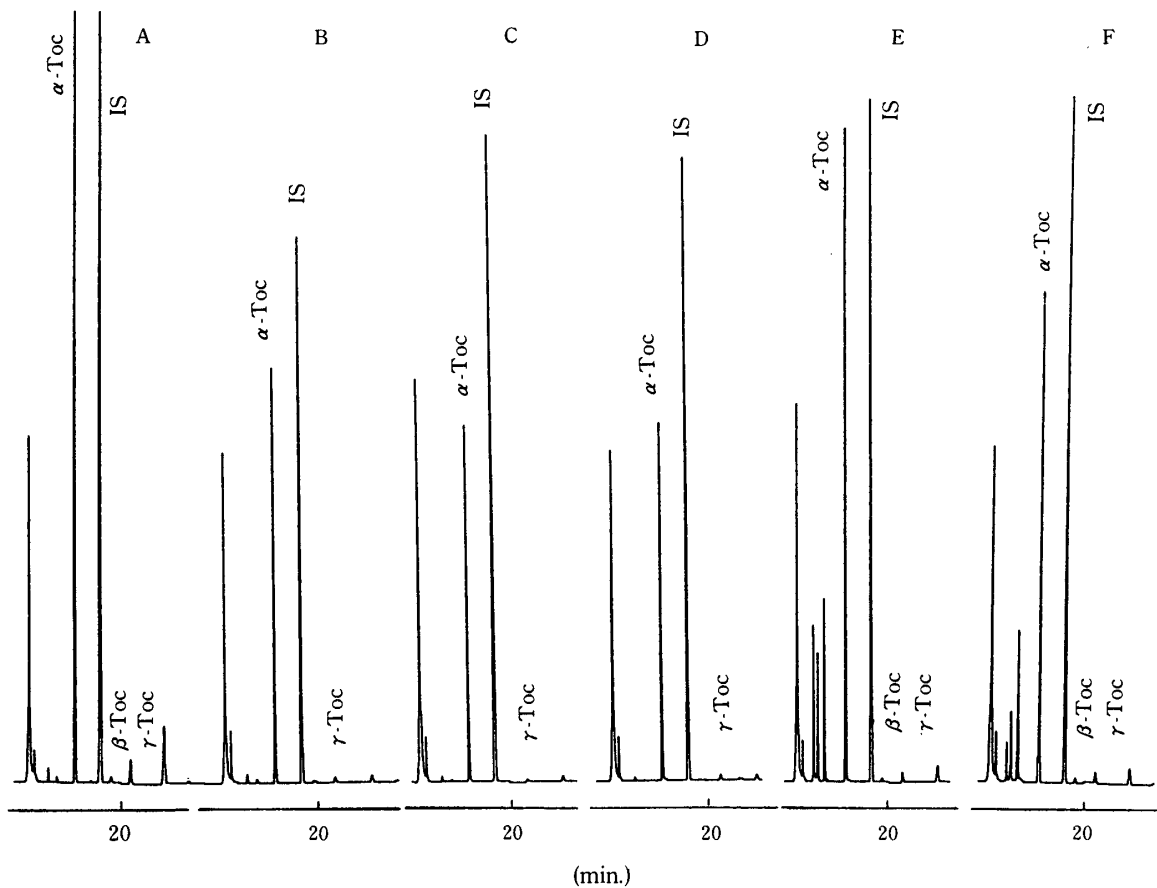 A
α-Toc
IS
β-Toc
γ-Toc
20
B
α-Toc
IS
γ-Toc
20
C
α-Toc
IS
γ-Toc
20
D
α-Toc
IS
γ-Toc
20
E
α-Toc
IS
β-Toc
γ-Toc
20
F
α-Toc
IS
β-Toc
γ-Toc
20
(min.)